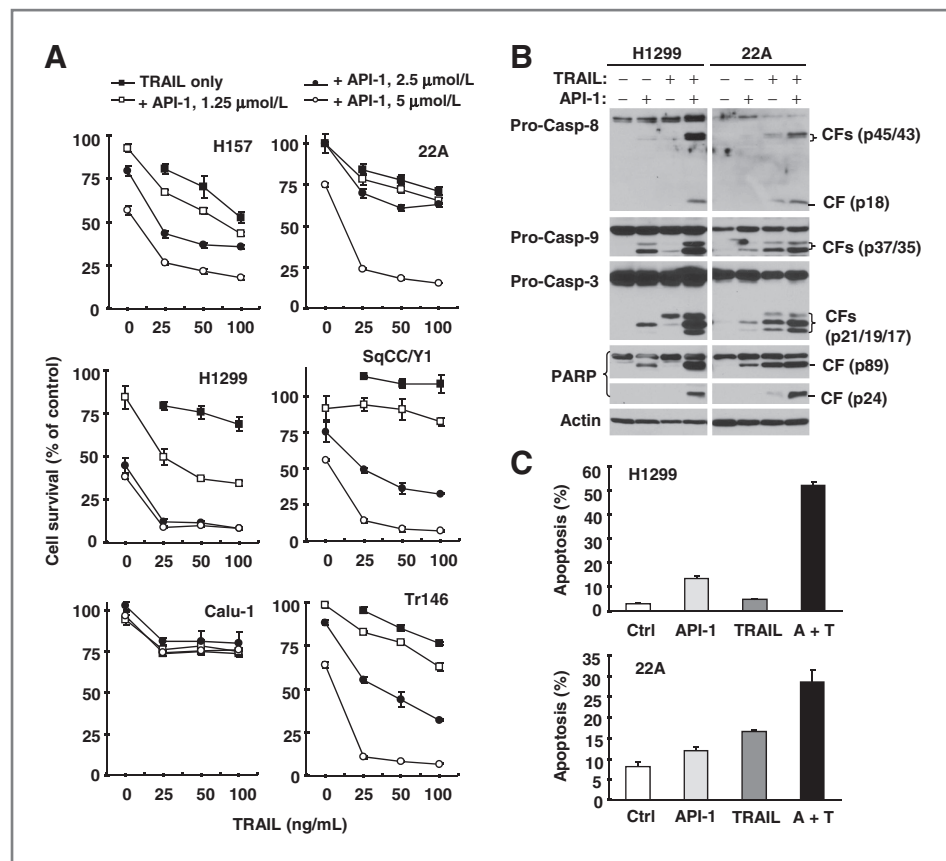 A
TRAIL only
+ API-1, 1.25 µmol/L
+ API-1, 2.5 µmol/L
+ API-1, 5 µmol/L
Cell survival (% of control)
H157
100
75
50
25
0
0 25 50 100
22A
100
75
50
25
0
0 25 50 100
H1299
100
75
50
25
0
0 25 50 100
SqCC/Y1
100
75
50
25
0
0 25 50 100
Calu-1
100
75
50
25
0
0 25 50 100
Tr146
100
75
50
25
0
0 25 50 100
TRAIL (ng/mL)
B
H1299 22A
TRAIL: − − + + − − + +
API-1: − + − + − + − +
Pro-Casp-8
CFs (p45/43)
CF (p18)
Pro-Casp-9
CFs (p37/35)
Pro-Casp-3
CFs
(p21/19/17)
PARP
CF (p89)
CF (p24)
Actin
C
H1299
Apoptosis (%)
60
50
40
30
20
10
0
Ctrl API-1 TRAIL A + T
22A
Apoptosis (%)
35
30
25
20
15
10
5
0
Ctrl API-1 TRAIL A + T